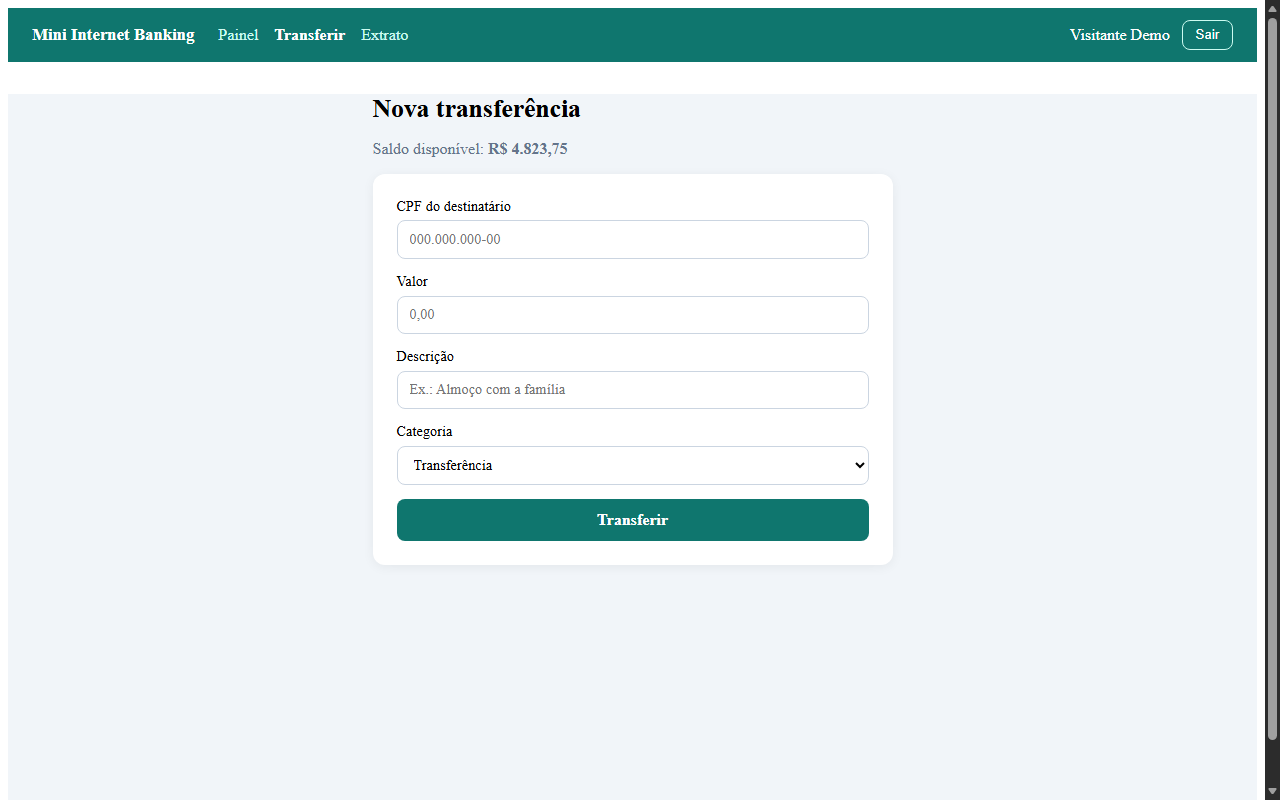 Mini Internet Banking Painel Transferir Extrato Visitante Demo Sair
Nova transferência
Saldo disponível: R$ 4.823,75
CPF do destinatário
000.000.000-00
Valor
0,00
Descrição
Ex.: Almoço com a família
Categoria
Transferência
Transferir